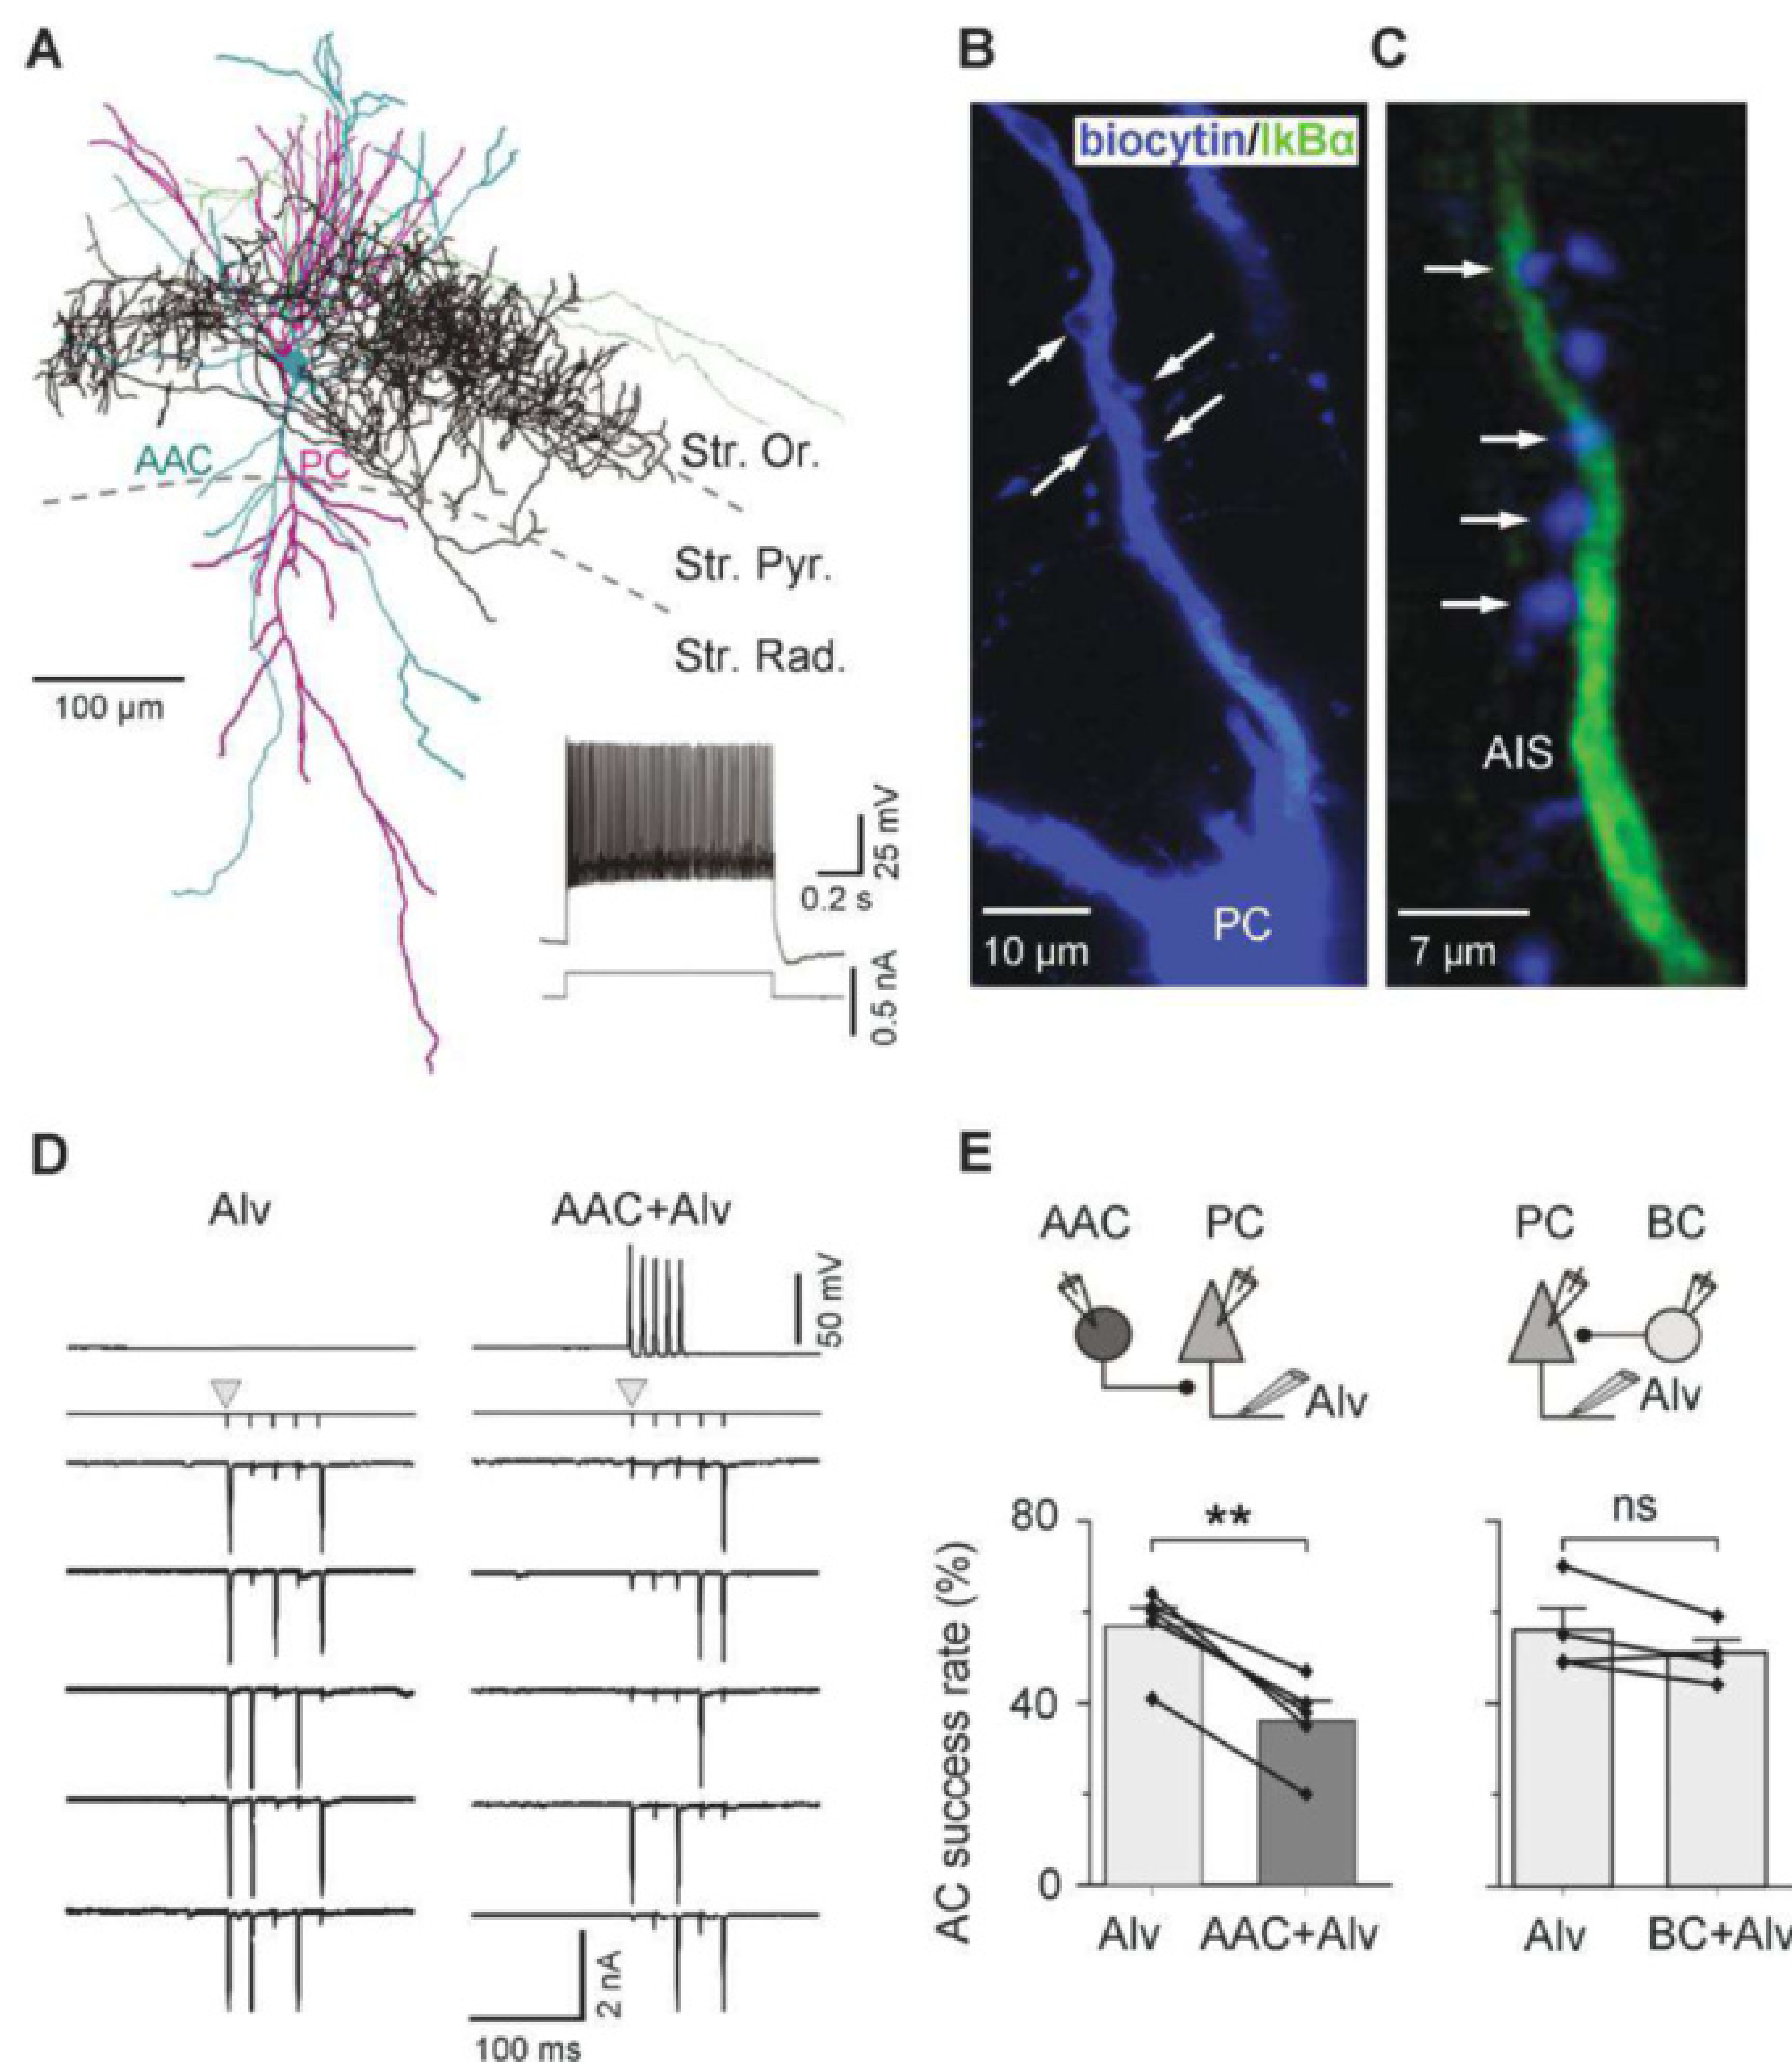 A
AAC
PC
Str. Or.
Str. Pyr.
Str. Rad.
100 µm
25 mV
0.2 s
0.5 nA
B
biocytin/IkBα
PC
10 µm
C
AIS
7 µm
D
Alv
AAC+Alv
50 mV
2 nA
100 ms
E
AAC
PC
Alv
PC
BC
Alv
AC success rate (%)
80
40
0
**
ns
Alv
AAC+Alv
Alv
BC+Alv